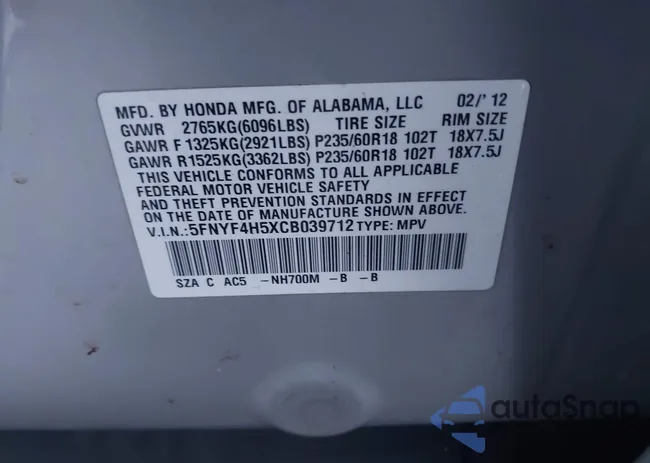 MFD. BY HONDA MFG. OF ALABAMA, LLC 02/'12
GVWR 2765KG(6096LBS) TIRE SIZE RIM SIZE
GAWR F 1325KG(2921LBS) P235/60R18 102T 18X7.5J
GAWR R1525KG(3362LBS) P235/60R18 102T 18X7.5J
THIS VEHICLE CONFORMS TO ALL APPLICABLE
FEDERAL MOTOR VEHICLE SAFETY
AND THEFT PREVENTION STANDARDS IN EFFECT
ON THE DATE OF MANUFACTURE SHOWN ABOVE.
V.I.N.:5FNYF4H5XCB039712 TYPE: MPV
SZA C AC5 -NH700M -B -B
autoSnap